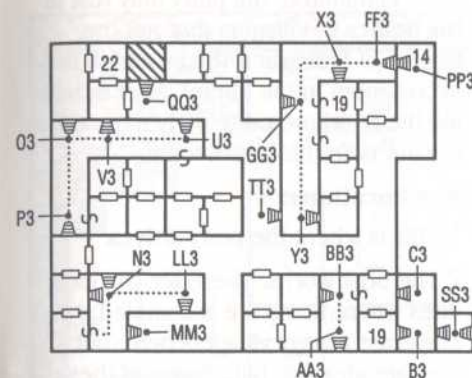 X3
FF3
22
14
PP3
QQ3
19
GG3
O3
U3
V3
TT3
P3
Y3
N3
LL3
BB3
C3
SS3
MM3
19
AA3
B3